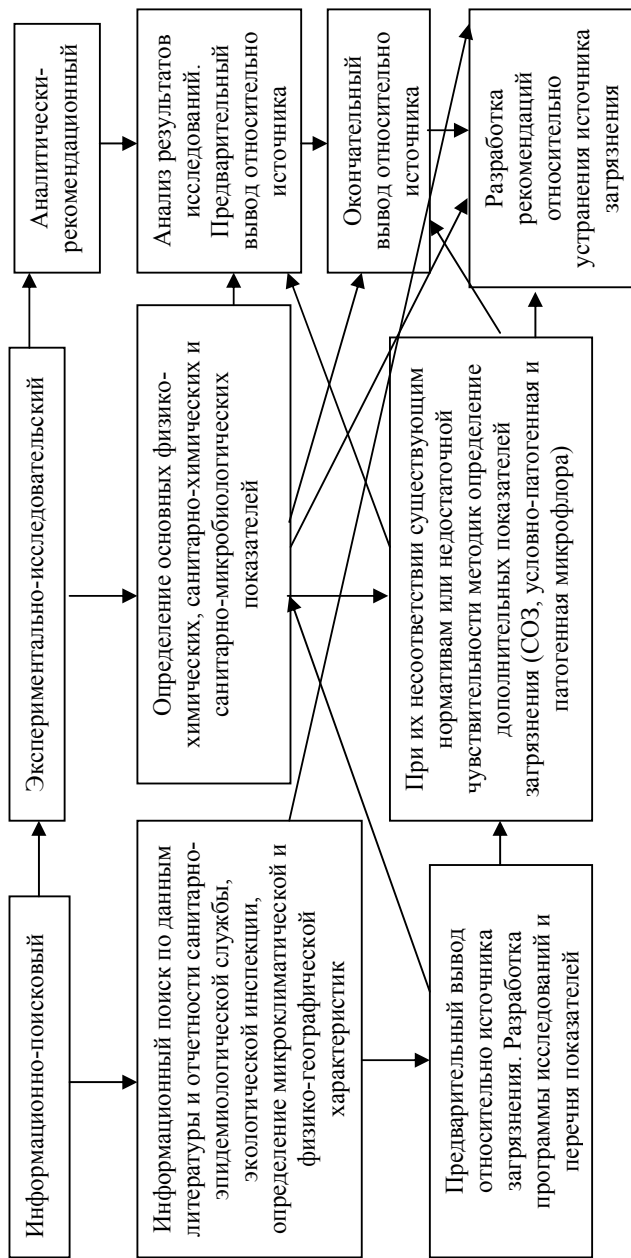 Информационно-поисковый
Экспериментально-исследовательский
Аналитически-
рекомендационный
Информационный поиск по данным
литературы и отчетности санитарно-
эпидемиологической службы,
экологической инспекции,
определение микроклиматической и
физико-географической
характеристик
Определение основных физико-
химических, санитарно-химических и
санитарно-микробиологических
показателей
Анализ результатов
исследований.
Предварительный
вывод относительно
источника
Окончательный
вывод относительно
источника
Предварительный вывод
относительно источника
загрязнения. Разработка
программы исследований и
перечня показателей
При их несоответствии существующим
нормативам или недостаточной
чувствительности методик определение
дополнительных показателей
загрязнения (СОЗ, условно-патогенная и
патогенная микрофлора)
Разработка
рекомендаций
относительно
устранения источника
загрязнения